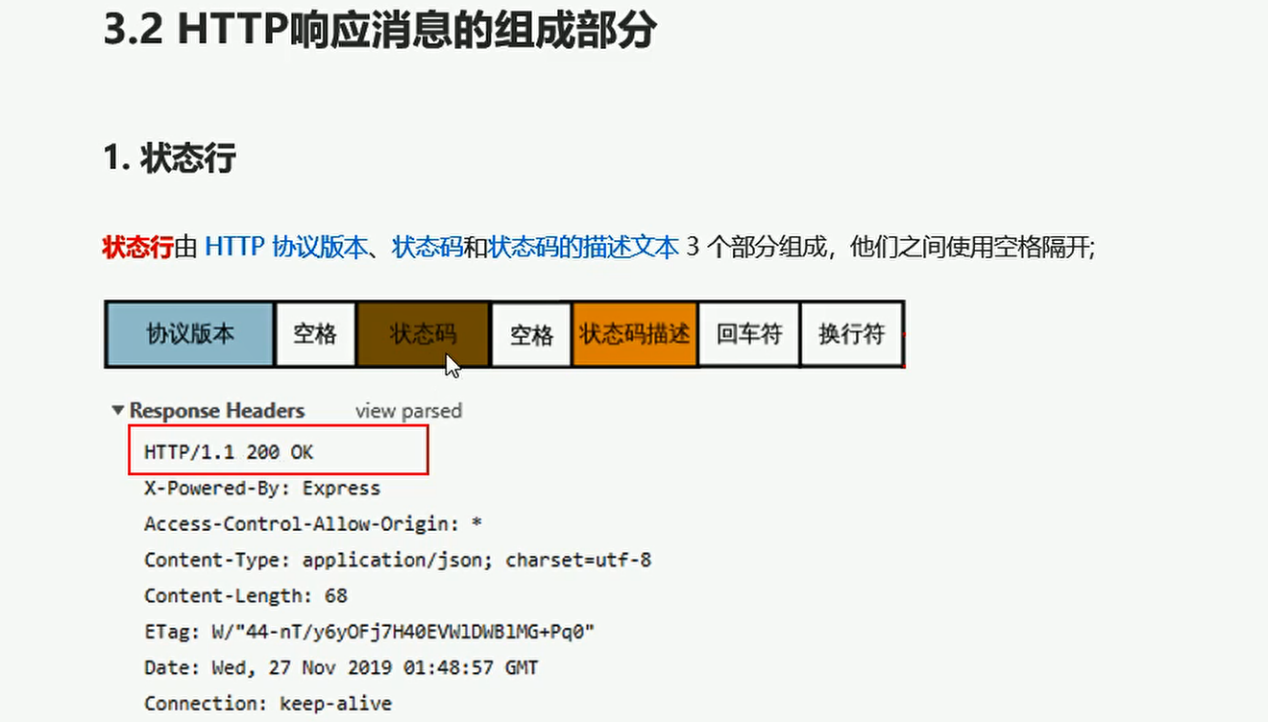 3.2 HTTP响应消息的组成部分
1. 状态行
状态行由 HTTP 协议版本、状态码和状态码的描述文本 3 个部分组成，他们之间使用空格隔开;
协议版本 空格 状态码 空格 状态码描述 回车符 换行符
Response Headers view parsed
HTTP/1.1 200 OK
X-Powered-By: Express
Access-Control-Allow-Origin: *
Content-Type: application/json; charset=utf-8
Content-Length: 68
ETag: W/"44-nT/y6yOFj7H40EVWlDWBlMG+Pq0"
Date: Wed, 27 Nov 2019 01:48:57 GMT
Connection: keep-alive